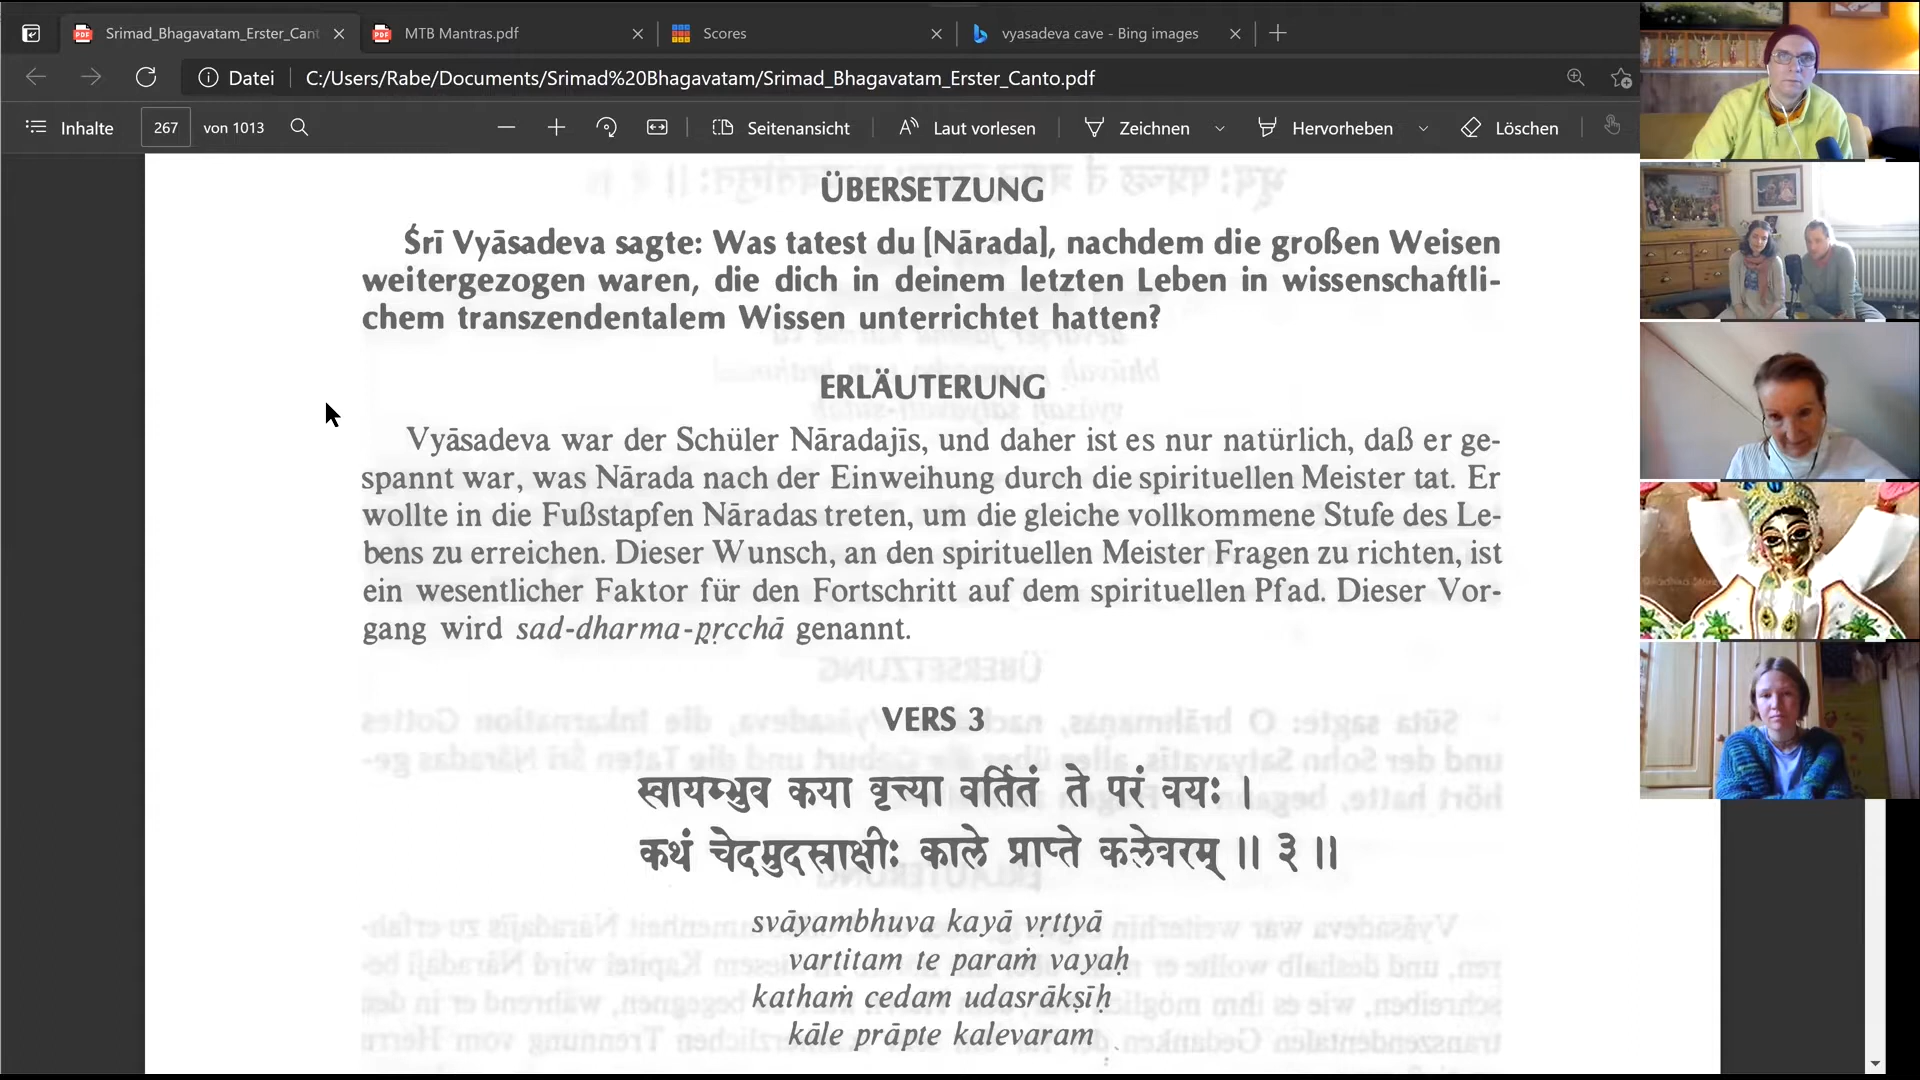 Srimad_Bhagavatam_Erster_Cant
MTB Mantras.pdf
Scores
vyasadeva cave - Bing images
Datei
C:/Users/Rabe/Documents/Srimad%20Bhagavatam/Srimad_Bhagavatam_Erster_Canto.pdf
Inhalte
267 von 1013
Seitenansicht
Laut vorlesen
Zeichnen
Hervorheben
Löschen
ÜBERSETZUNG
Śrī Vyāsadeva sagte: Was tatest du [Nārada], nachdem die großen Weisen
weitergezogen waren, die dich in deinem letzten Leben in wissenschaftli-
chem transzendentalem Wissen unterrichtet hatten?
ERLÄUTERUNG
Vyāsadeva war der Schüler Nāradajīs, und daher ist es nur natürlich, daß er ge-
spannt war, was Nārada nach der Einweihung durch die spirituellen Meister tat. Er
wollte in die Fußstapfen Nāradas treten, um die gleiche vollkommene Stufe des Le-
bens zu erreichen. Dieser Wunsch, an den spirituellen Meister Fragen zu richten, ist
ein wesentlicher Faktor für den Fortschritt auf dem spirituellen Pfad. Dieser Vor-
gang wird sad-dharma-pṛcchā genannt.
VERS 3
स्वायम्भुव कया वृत्त्या वर्तितं ते परं वयः ।
कथं चेदमुदस्राक्षीः काले प्राप्ते कलेवरम् ॥ ३ ॥
svāyambhuva kayā vṛttyā
vartitam te paraṁ vayaḥ
kathaṁ cedam udasrākṣīḥ
kāle prāpte kalevaram